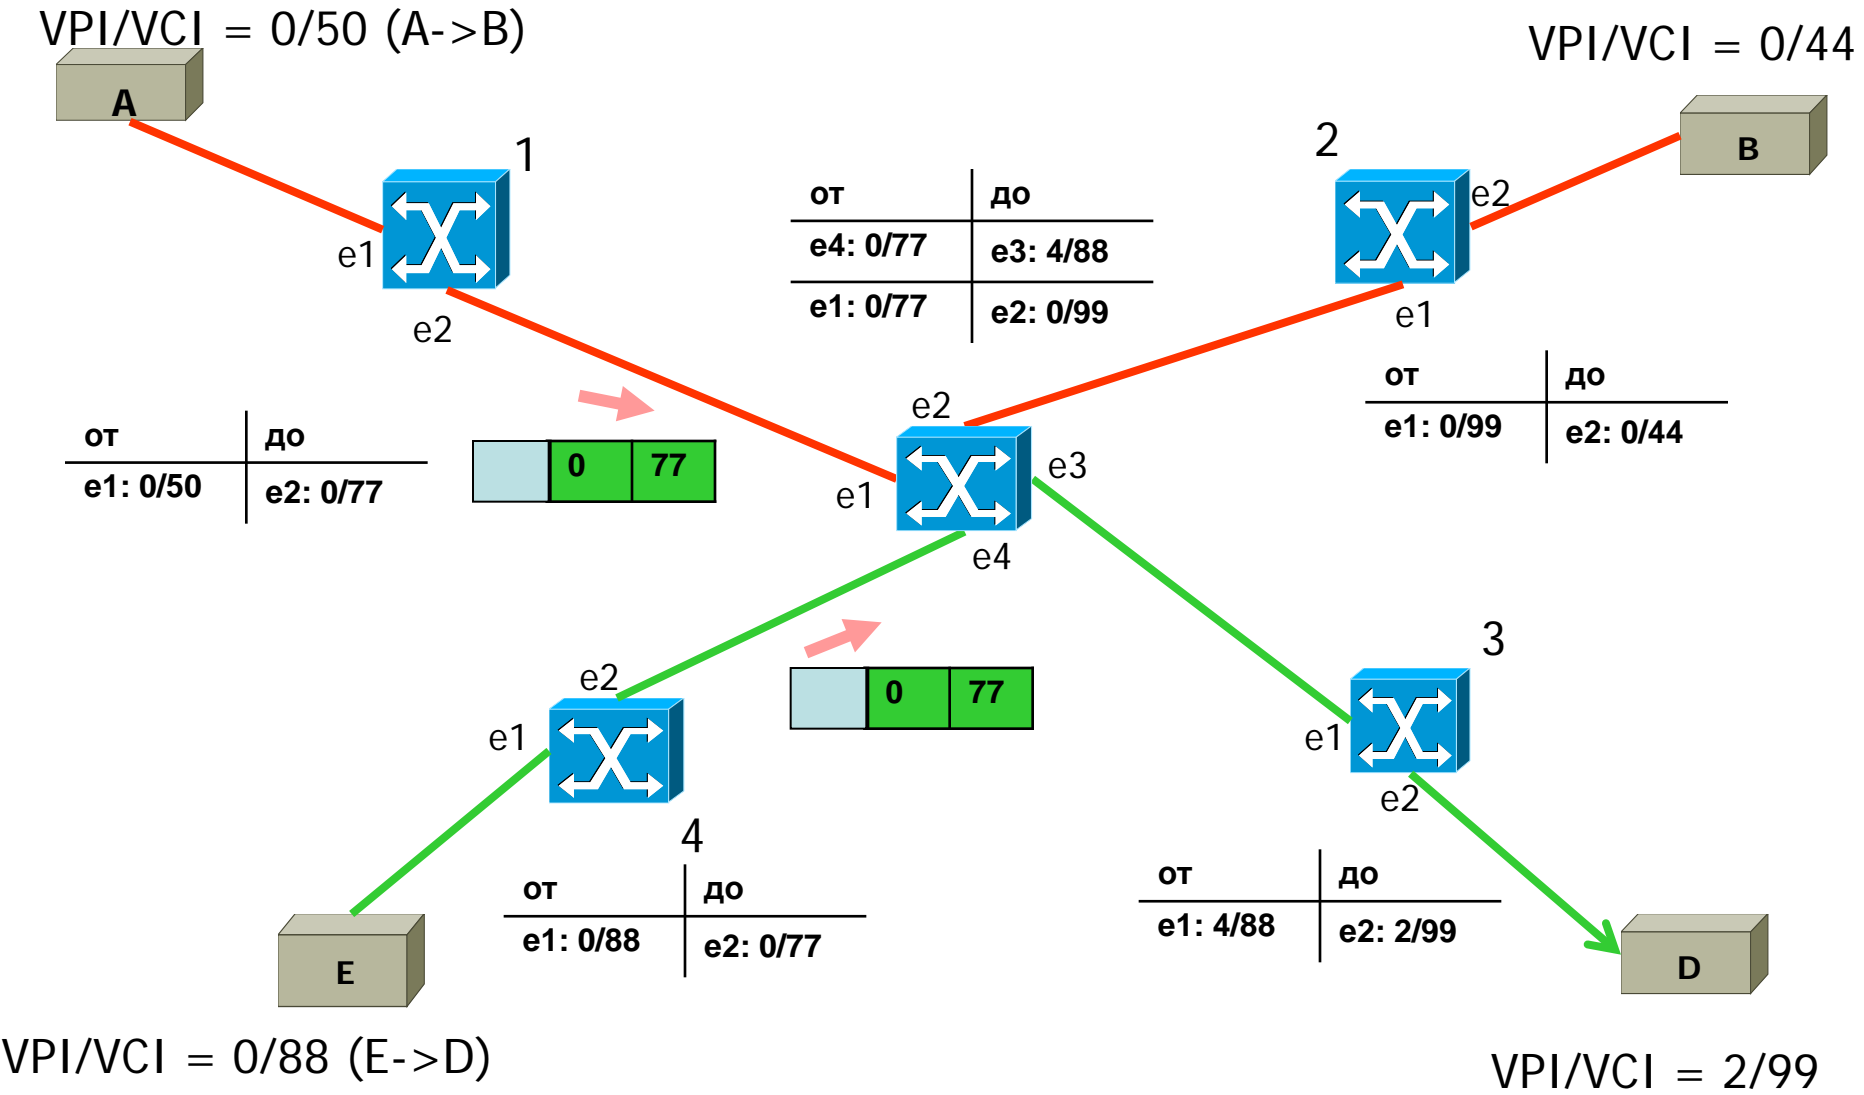 VPI/VCI = 0/50 (A->B)
VPI/VCI = 0/44
A
B
1
2
e1
e2
e2
e1
от до
e4: 0/77 e3: 4/88
e1: 0/77 e2: 0/99
от до
e1: 0/99 e2: 0/44
от до
e1: 0/50 e2: 0/77
0 77
e2
e1
e3
e4
0 77
e2
e1
4
3
e1
e2
от до
e1: 0/88 e2: 0/77
от до
e1: 4/88 e2: 2/99
E
D
VPI/VCI = 0/88 (E->D)
VPI/VCI = 2/99